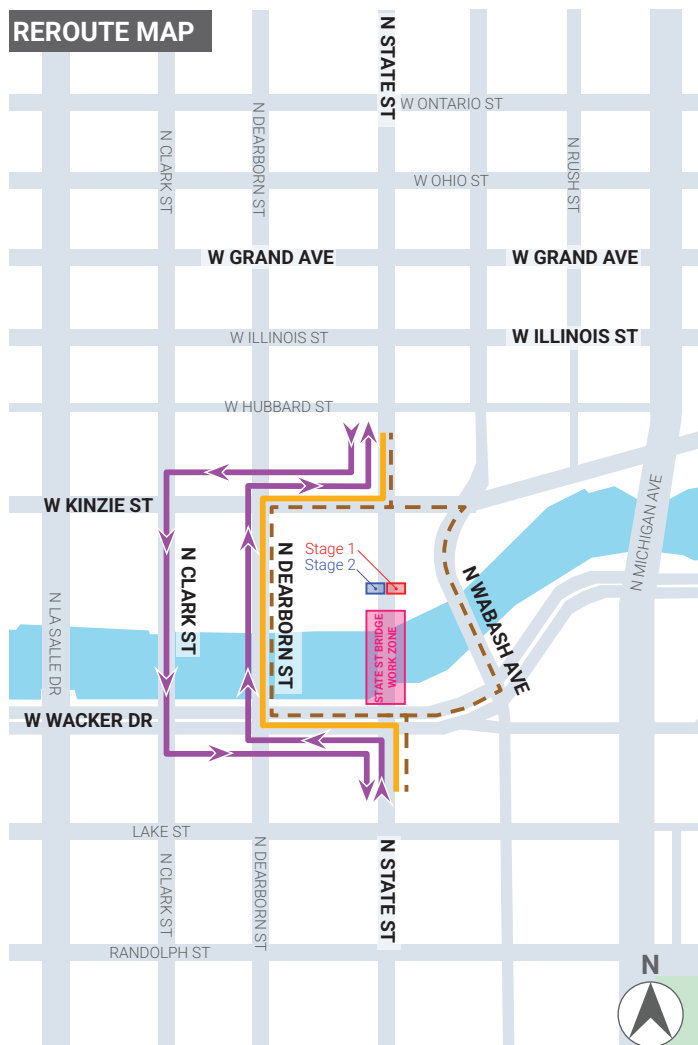 REROUTE MAP
N STATE ST
W ONTARIO ST
N DEARBORN ST
N CLARK ST
N RUSH ST
W OHIO ST
W GRAND AVE
W GRAND AVE
W ILLINOIS ST
W ILLINOIS ST
W HUBBARD ST
W KINZIE ST
N MICHIGAN AVE
Stage 1
Stage 2
N CLARK ST
N DEARBORN ST
N WABASH AVE
N LA SALLE DR
STATE ST BRIDGE
WORK ZONE
W WACKER DR
LAKE ST
N CLARK ST
N DEARBORN ST
N STATE ST
RANDOLPH ST
N